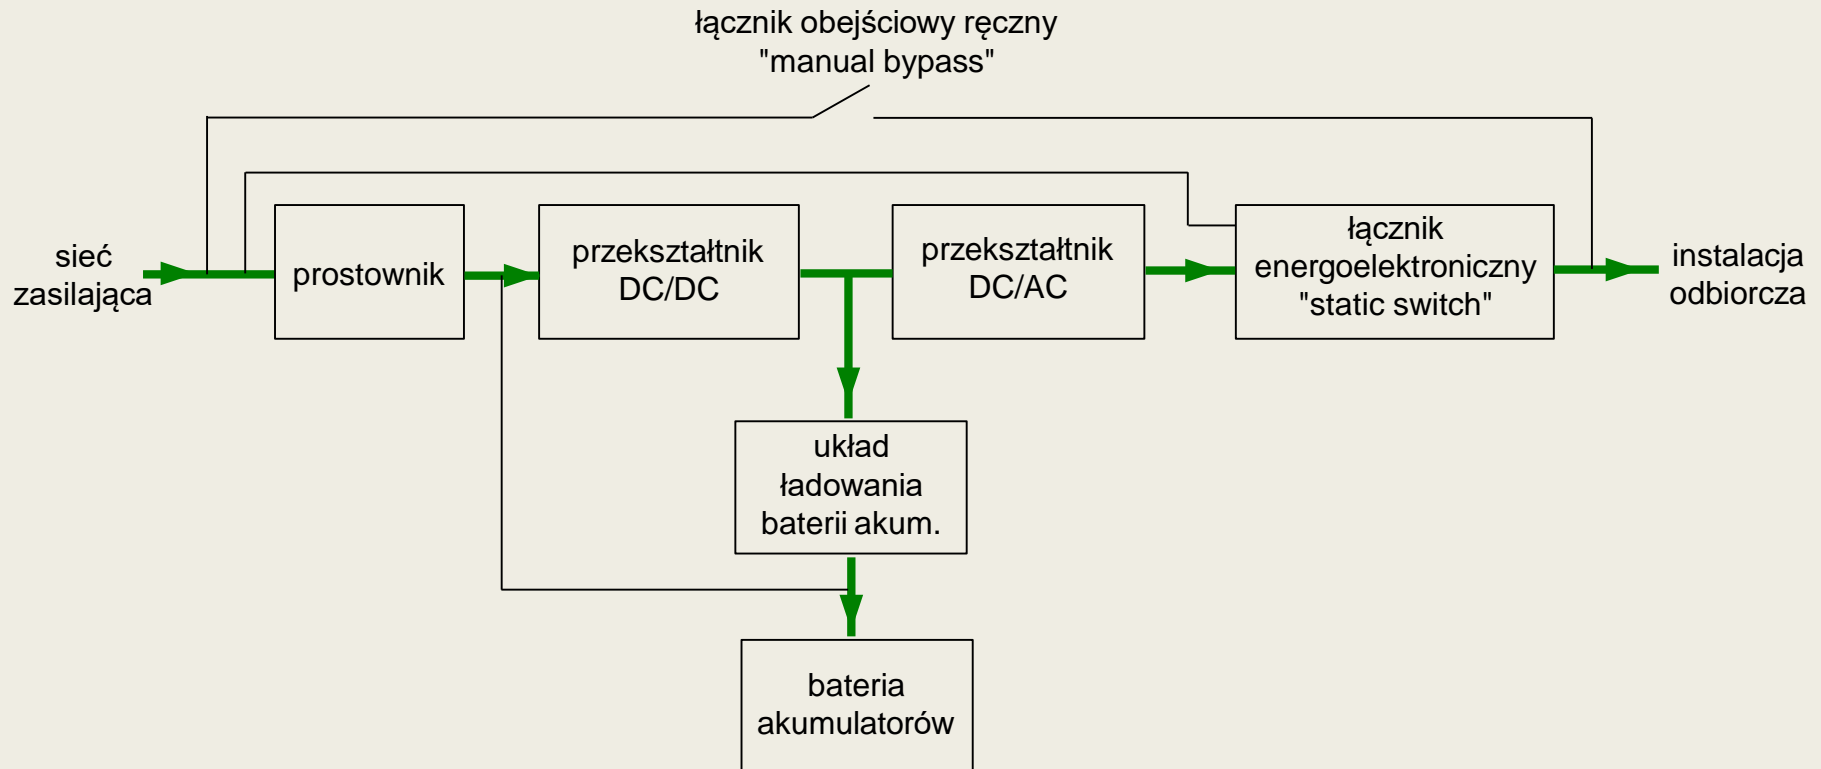 łącznik obejściowy ręczny
"manual bypass"
sieć
zasilająca
prostownik
przekształtnik
DC/DC
przekształtnik
DC/AC
łącznik
energoelektroniczny
"static switch"
instalacja
odbiorcza
układ
ładowania
baterii akum.
bateria
akumulatorów